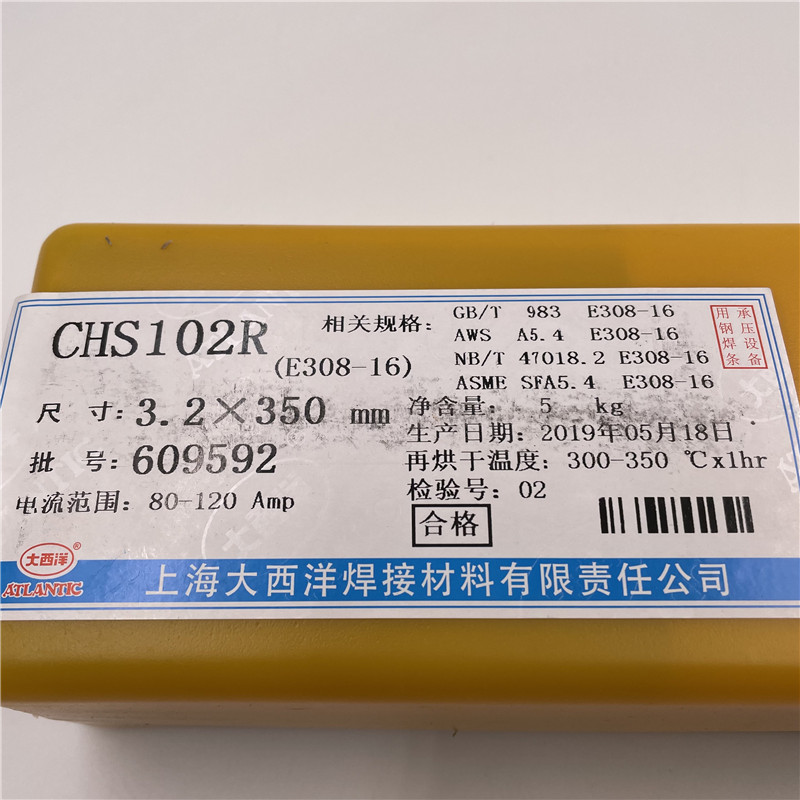 CHS102R
(E308-16)
相关规格:
GB/T 983 E308-16
AWS A5.4 E308-16
NB/T 47018.2 E308-16
ASME SFA5.4 E308-16
承压设备
用钢焊条
尺 寸: 3.2×350 mm
批 号: 609592
电流范围: 80-120 Amp
净含量: 5 kg
生产日期: 2019年05月18日
再烘干温度: 300-350 ℃x1hr
检验号: 02
合格
大西洋®
ATLANTIC
上海大西洋焊接材料有限责任公司